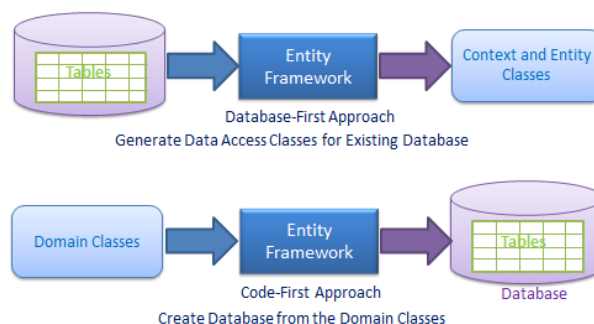 Tables
Entity
Framework
Context and Entity
Classes
Database-First Approach
Generate Data Access Classes for Existing Database
Domain Classes
Entity
Framework
Tables
Database
Code-First Approach
Create Database from the Domain Classes